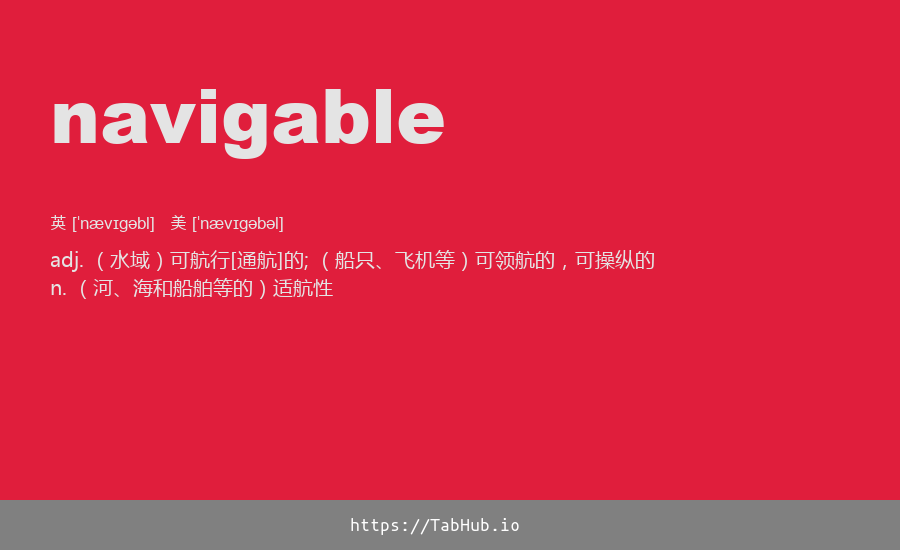 navigable
英 [ˈnævɪgəbl] 美 [ˈnævɪgəbəl]
adj. （水域）可航行[通航]的; （船只、飞机等）可领航的，可操纵的
n. （河、海和船舶等的）适航性
https://TabHub.io